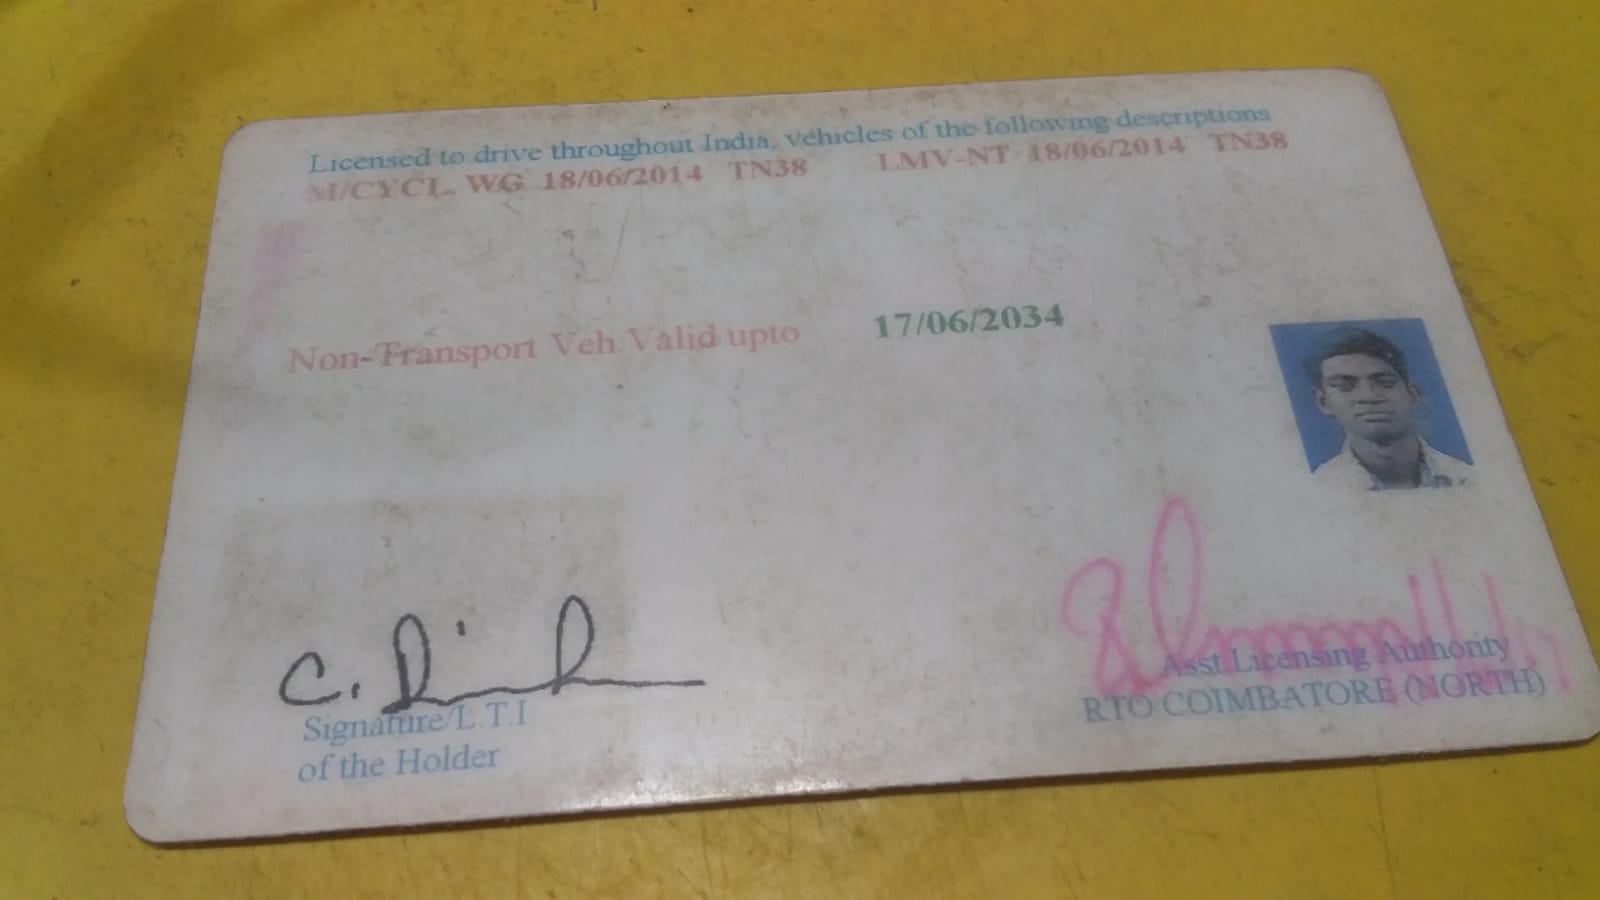 Licensed to drive throughout India, vehicles of the following descriptions
M/CYCL. WG 18/06/2014 TN38 LMV-NT 18/06/2014 TN38
Non-Transport Veh.Valid upto 17/06/2034
C.
Signature/L.T.I
of the Holder
Asst Licensing Authority
RTO COIMBATORE (NORTH)